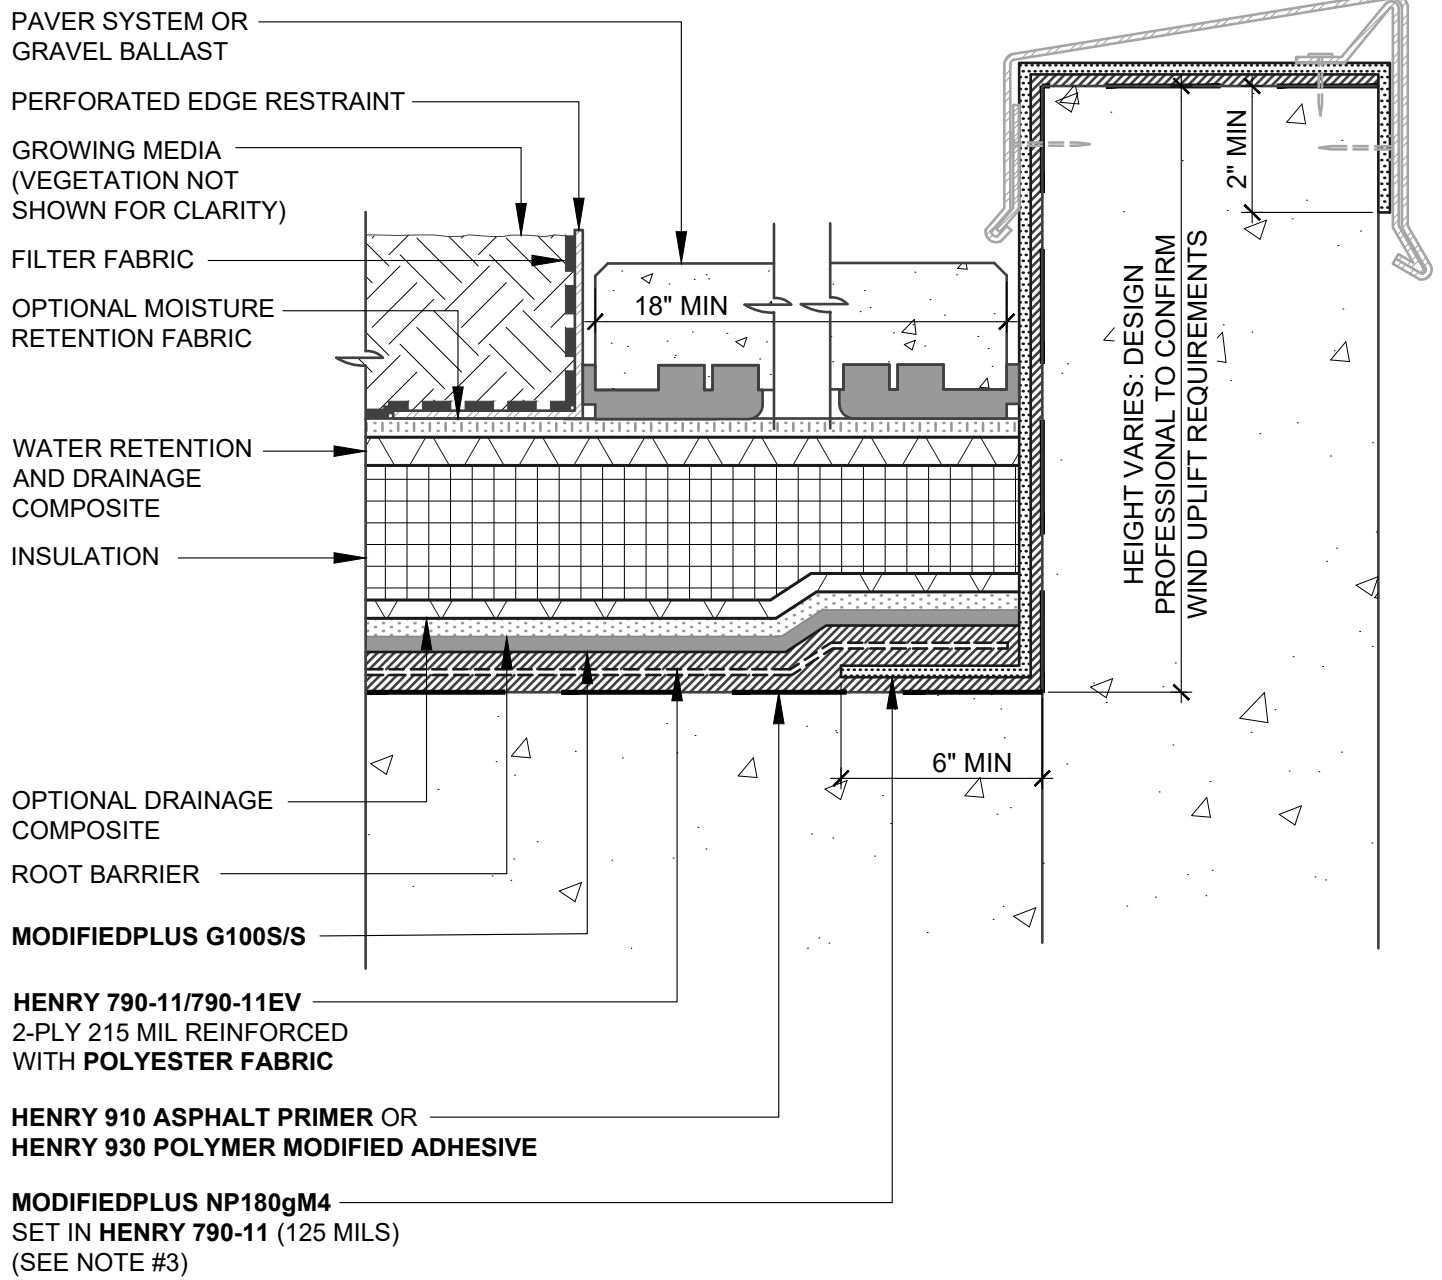 PAVER SYSTEM OR
GRAVEL BALLAST
PERFORATED EDGE RESTRAINT
GROWING MEDIA
(VEGETATION NOT
SHOWN FOR CLARITY)
FILTER FABRIC
OPTIONAL MOISTURE
RETENTION FABRIC
WATER RETENTION
AND DRAINAGE
COMPOSITE
INSULATION
OPTIONAL DRAINAGE
COMPOSITE
ROOT BARRIER
MODIFIEDPLUS G100S/S
HENRY 790-11/790-11EV
2-PLY 215 MIL REINFORCED
WITH POLYESTER FABRIC
HENRY 910 ASPHALT PRIMER OR
HENRY 930 POLYMER MODIFIED ADHESIVE
MODIFIEDPLUS NP180gM4
SET IN HENRY 790-11 (125 MILS)
(SEE NOTE #3)
18" MIN
2" MIN
HEIGHT VARIES: DESIGN
PROFESSIONAL TO CONFIRM
WIND UPLIFT REQUIREMENTS
6" MIN